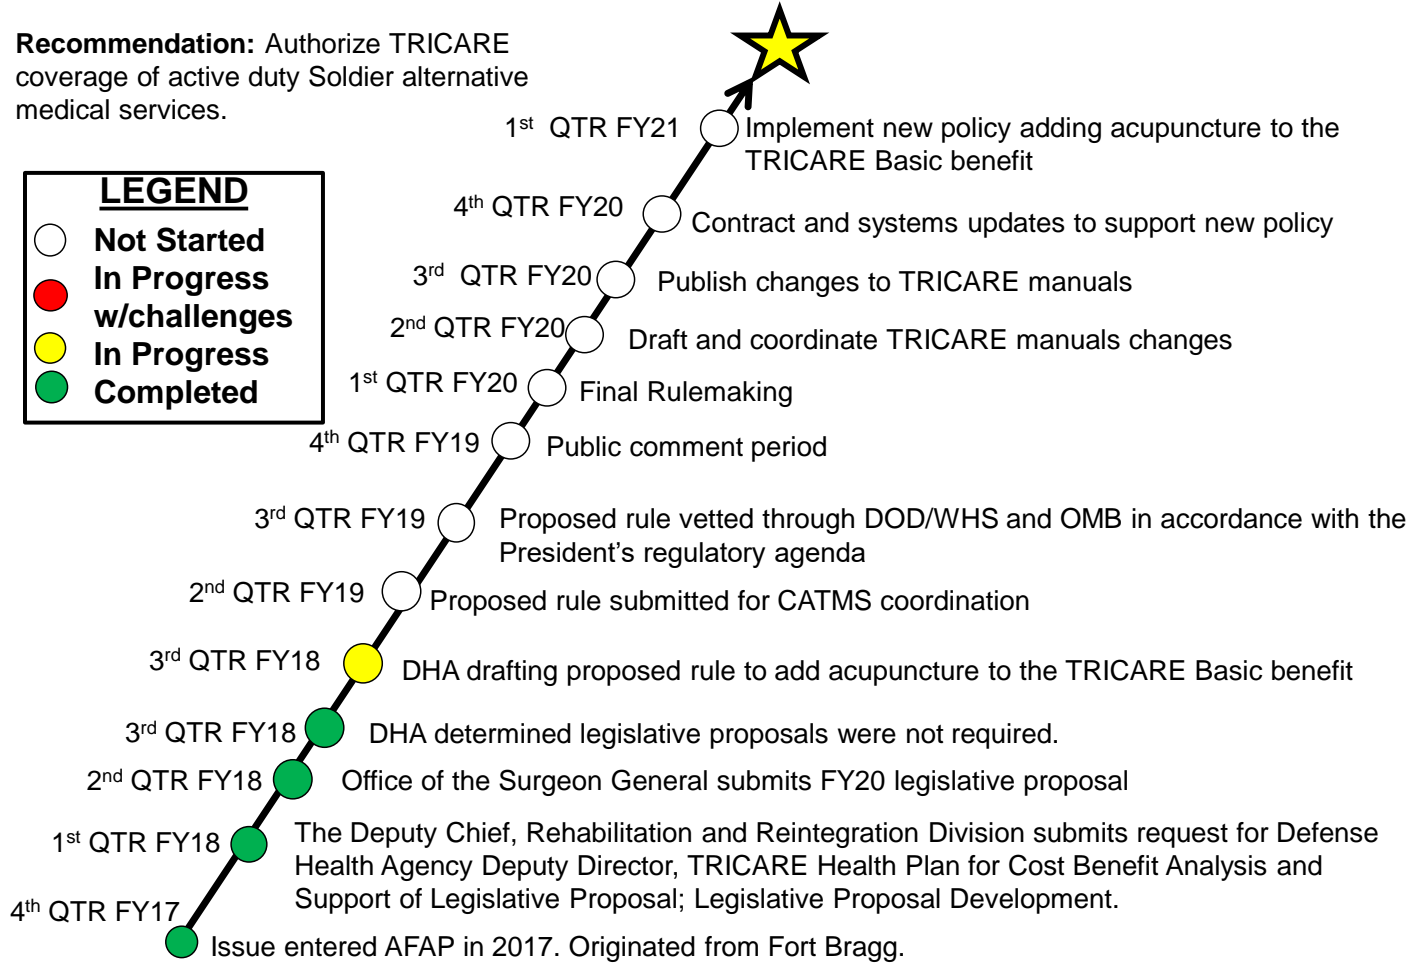 Recommendation: Authorize TRICARE
coverage of active duty Soldier alternative
medical services.
LEGEND
Not Started
In Progress
w/challenges
In Progress
Completed
1st QTR FY21 Implement new policy adding acupuncture to the
TRICARE Basic benefit
4th QTR FY20 Contract and systems updates to support new policy
3rd QTR FY20 Publish changes to TRICARE manuals
2nd QTR FY20 Draft and coordinate TRICARE manuals changes
1st QTR FY20 Final Rulemaking
4th QTR FY19 Public comment period
3rd QTR FY19 Proposed rule vetted through DOD/WHS and OMB in accordance with the
President’s regulatory agenda
2nd QTR FY19 Proposed rule submitted for CATMS coordination
3rd QTR FY18 DHA drafting proposed rule to add acupuncture to the TRICARE Basic benefit
3rd QTR FY18 DHA determined legislative proposals were not required.
2nd QTR FY18 Office of the Surgeon General submits FY20 legislative proposal
1st QTR FY18 The Deputy Chief, Rehabilitation and Reintegration Division submits request for Defense
Health Agency Deputy Director, TRICARE Health Plan for Cost Benefit Analysis and
Support of Legislative Proposal; Legislative Proposal Development.
4th QTR FY17
Issue entered AFAP in 2017. Originated from Fort Bragg.